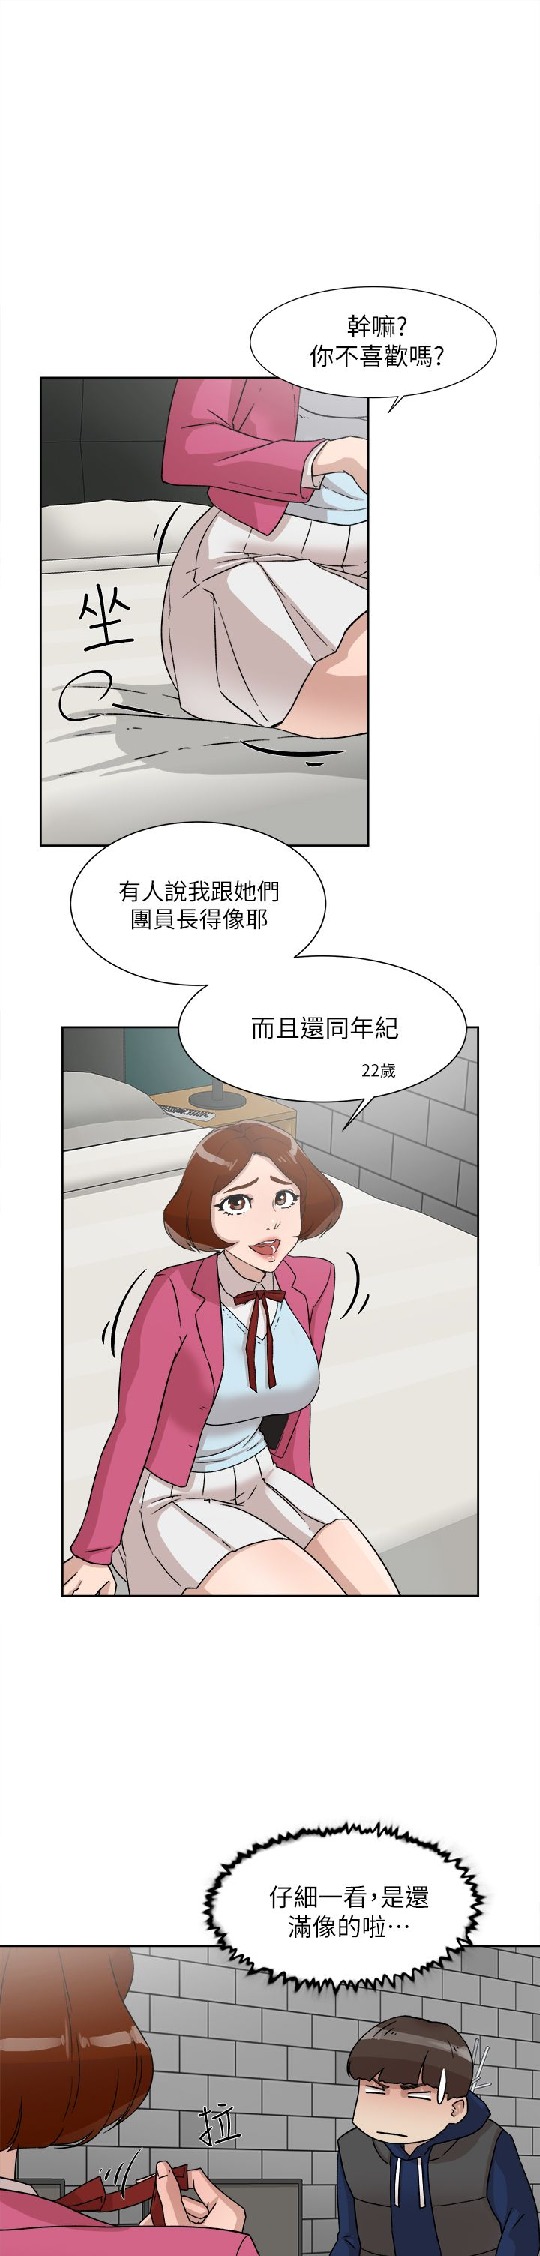 幹嘛?
你不喜歡嗎?
坐
有人說我跟她們
團員長得像耶
而且還同年紀
22歲
仔細一看,是還
滿像的啦…
拉